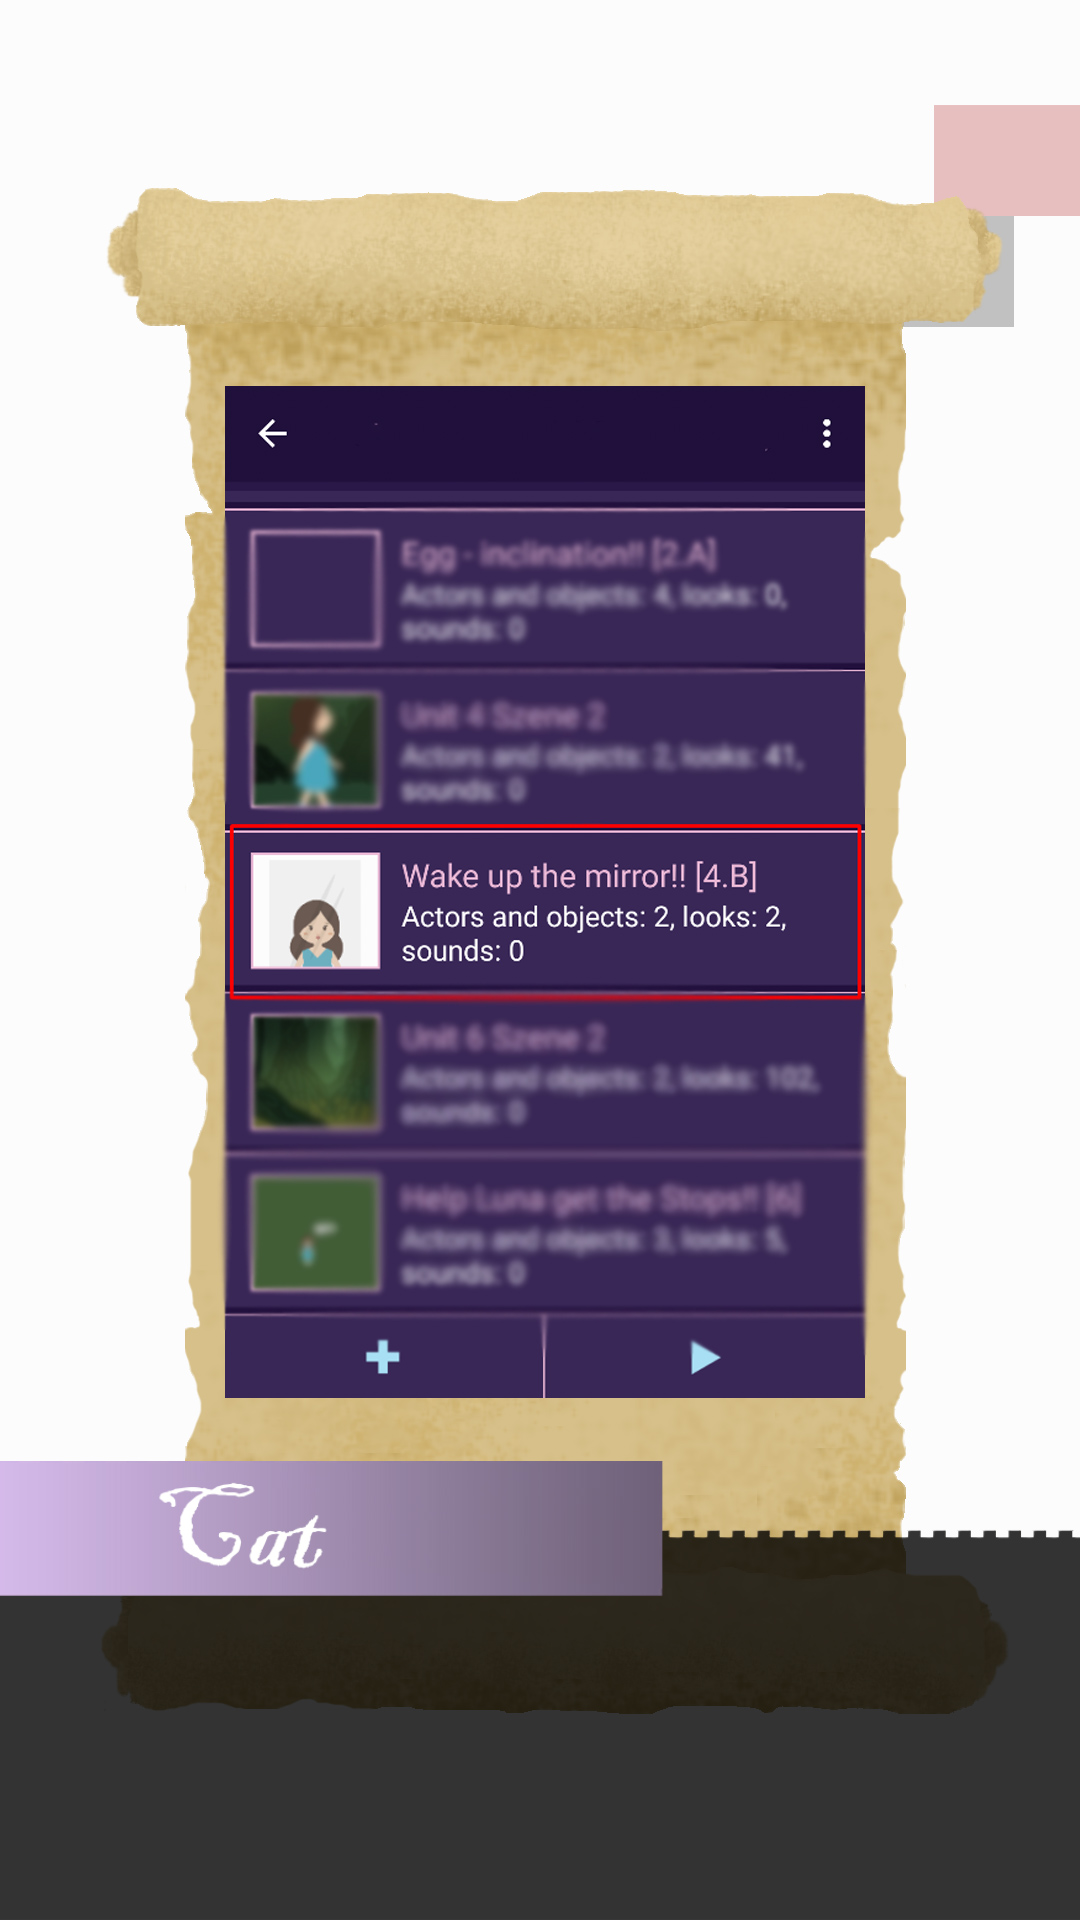 Egg - inclination!! [2.A]
Actors and objects: 4, looks: 0,
sounds: 0
Unit 4 Szene 2
Actors and objects: 2, looks: 41,
sounds: 0
Wake up the mirror!! [4.B]
Actors and objects: 2, looks: 2,
sounds: 0
Unit 6 Szene 2
Actors and objects: 2, looks: 102,
sounds: 0
Help Luna get the Stops!! [6]
Actors and objects: 3, looks: 5,
sounds: 0
Cat